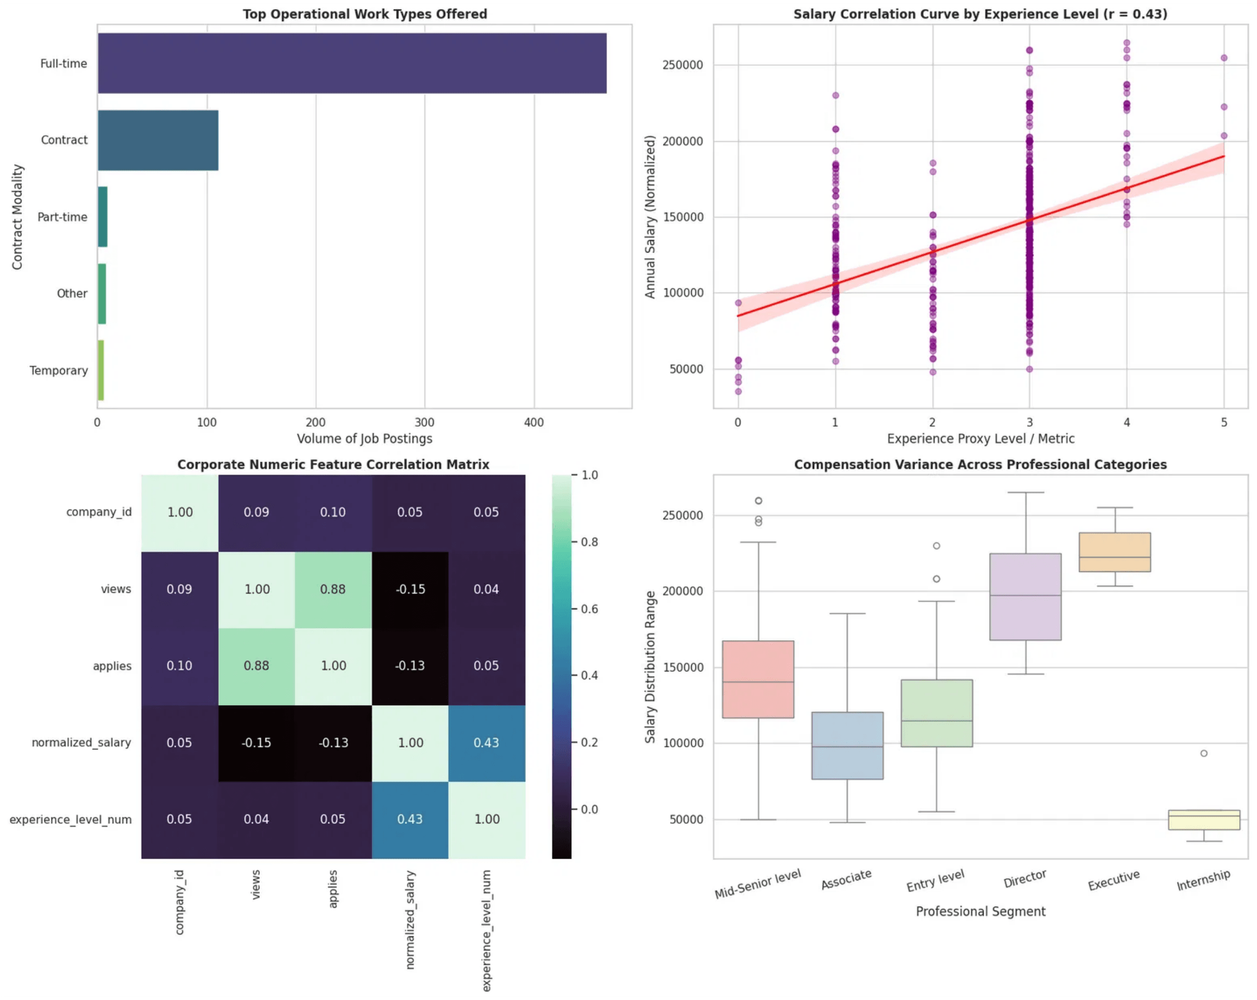 Top Operational Work Types Offered
Contract Modality
Full-time
Contract
Part-time
Other
Temporary
0 100 200 300 400
Volume of Job Postings
Salary Correlation Curve by Experience Level (r = 0.43)
Annual Salary (Normalized)
250000
200000
150000
100000
50000
0 1 2 3 4 5
Experience Proxy Level / Metric
Corporate Numeric Feature Correlation Matrix
company_id 1.00 0.09 0.10 0.05 0.05
views 0.09 1.00 0.88 -0.15 0.04
applies 0.10 0.88 1.00 -0.13 0.05
normalized_salary 0.05 -0.15 -0.13 1.00 0.43
experience_level_num 0.05 0.04 0.05 0.43 1.00
company_id
views
applies
normalized_salary
experience_level_num
1.0
0.8
0.6
0.4
0.2
0.0
Compensation Variance Across Professional Categories
Salary Distribution Range
250000
200000
150000
100000
50000
Mid-Senior level
Associate
Entry level
Director
Executive
Internship
Professional Segment